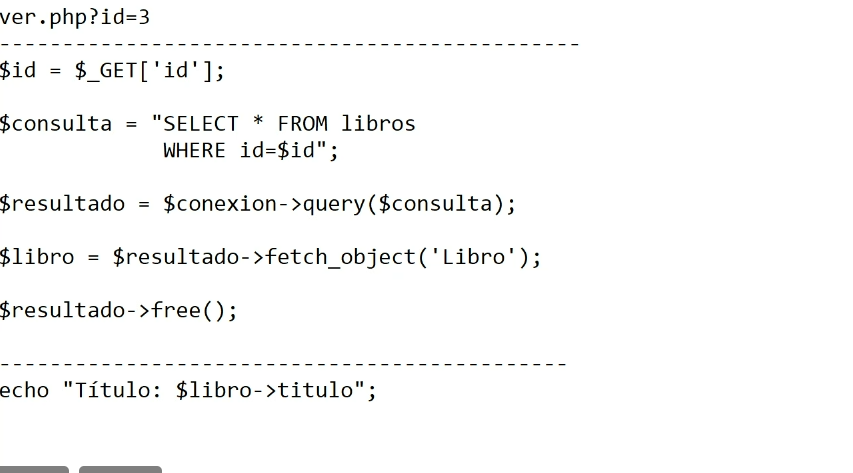 ver.php?id=3
----------------------------------------------
$id = $_GET['id'];
$consulta = "SELECT * FROM libros
WHERE id=$id";
$resultado = $conexion->query($consulta);
$libro = $resultado->fetch_object('Libro');
$resultado->free();
---------------------------------------------
echo "Título: $libro->titulo";